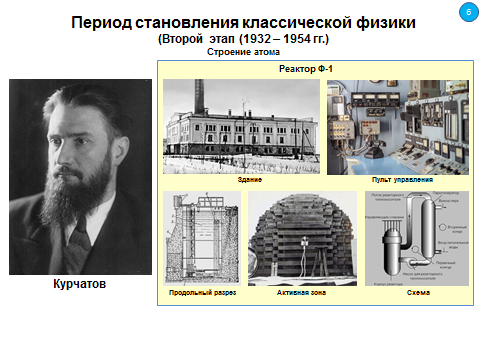 6
Период становления классической физики
(Второй этап (1932 – 1954 гг.)
Строение атома
Реактор Ф-1
Здание
Пульт управления
Курчатов
Продольный разрез
Активная зона
Схема